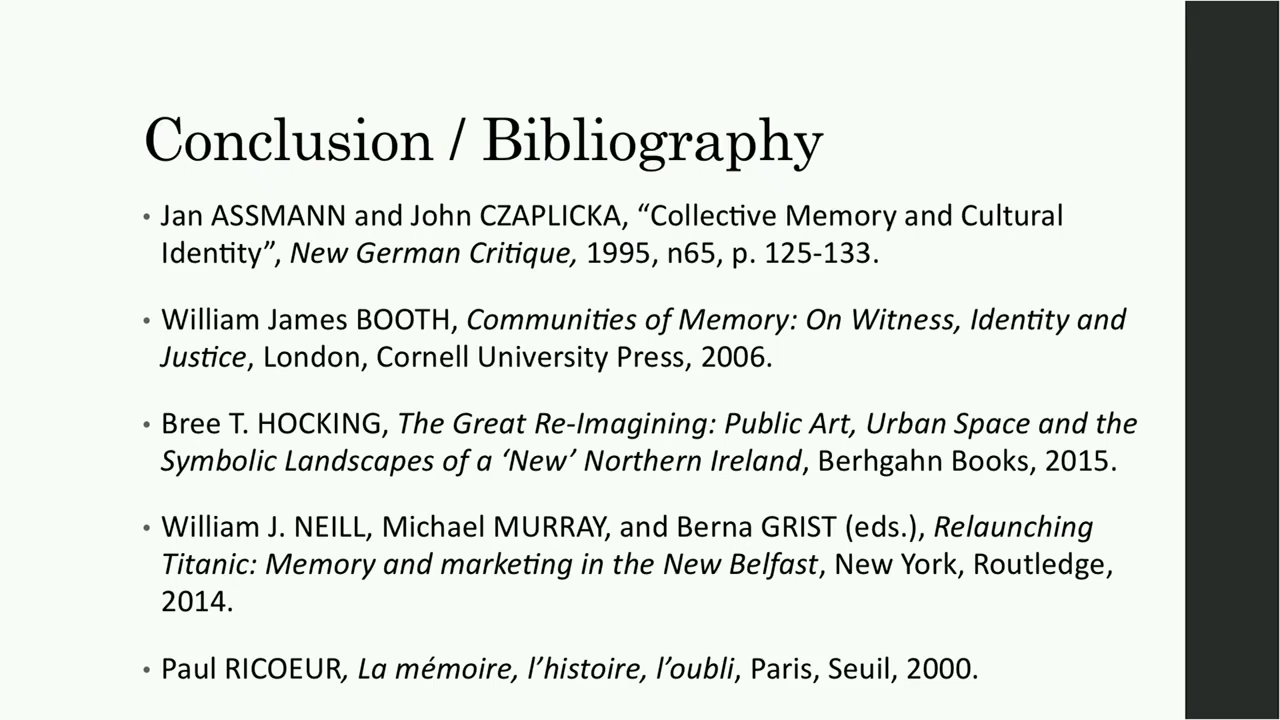 Conclusion / Bibliography
• Jan ASSMANN and John CZAPLICKA, “Collective Memory and Cultural
Identity”, New German Critique, 1995, n65, p. 125-133.
• William James BOOTH, Communities of Memory: On Witness, Identity and
Justice, London, Cornell University Press, 2006.
• Bree T. HOCKING, The Great Re-Imagining: Public Art, Urban Space and the
Symbolic Landscapes of a ‘New’ Northern Ireland, Berhgahn Books, 2015.
• William J. NEILL, Michael MURRAY, and Berna GRIST (eds.), Relaunching
Titanic: Memory and marketing in the New Belfast, New York, Routledge,
2014.
• Paul RICOEUR, La mémoire, l’histoire, l’oubli, Paris, Seuil, 2000.